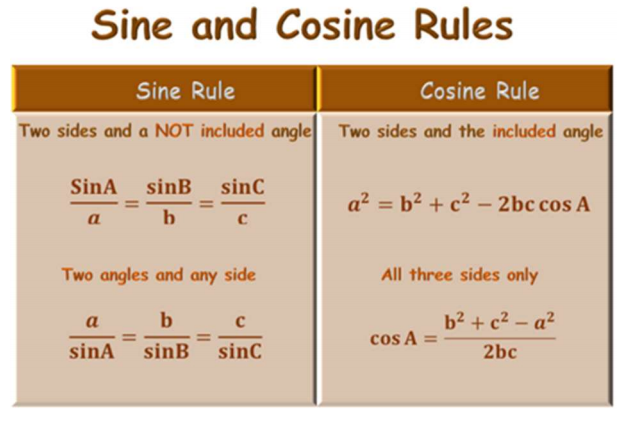 Sine and Cosine Rules
Sine Rule
Two sides and a NOT included angle
SinA/a = sinB/b = sinC/c
Two angles and any side
a/sinA = b/sinB = c/sinC
Cosine Rule
Two sides and the included angle
a² = b² + c² − 2bc cos A
All three sides only
cos A = b² + c² − a²/2bc